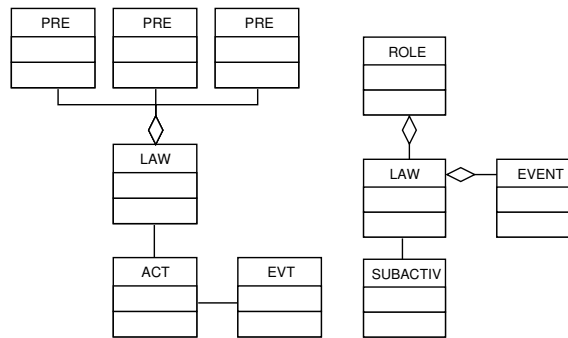 PRE PRE PRE
LAW
ACT EVT
ROLE
LAW EVENT
SUBACTIV